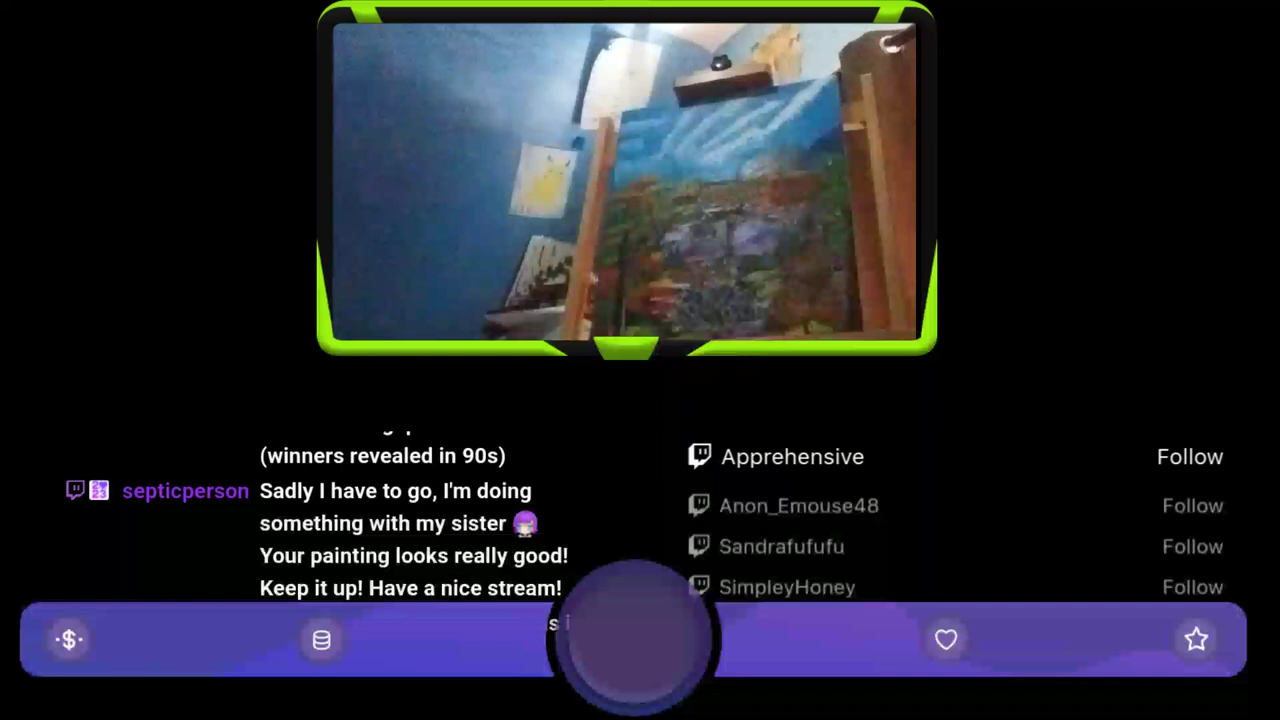 (winners revealed in 90s)
septicperson Sadly I have to go, I'm doing
something with my sister
Your painting looks really good!
Keep it up! Have a nice stream!
Apprehensive Follow
Anon_Emouse48 Follow
Sandrafufufu Follow
SimpleyHoney Follow